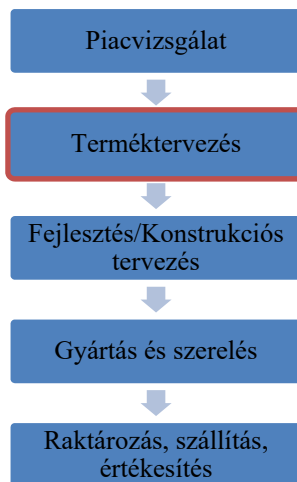 Piacvizsgálat
Terméktervezés
Fejlesztés/Konstrukciós
tervezés
Gyártás és szerelés
Raktározás, szállítás,
értékesítés